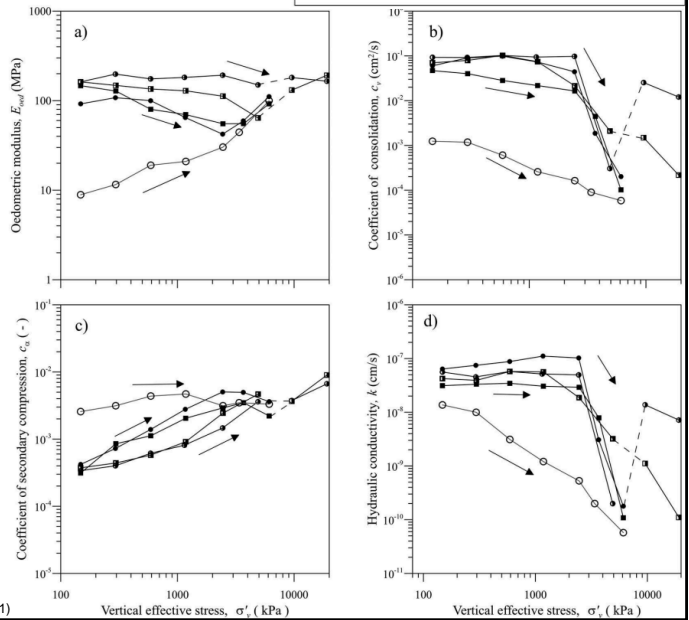 a)
Oedometric modulus, E_oed (MPa)
1000
100
10
1
b)
Coefficient of consolidation, c_v (cm²/s)
10⁻¹
10⁻²
10⁻³
10⁻⁴
10⁻⁵
10⁻⁶
c)
Coefficient of secondary compression, c_α ( - )
10⁻¹
10⁻²
10⁻³
10⁻⁴
10⁻⁵
100
1000
10000
Vertical effective stress, σ'_v ( kPa )
d)
Hydraulic conductivity, k (cm/s)
10⁻⁶
10⁻⁷
10⁻⁸
10⁻⁹
10⁻¹⁰
10⁻¹¹
100
1000
10000
Vertical effective stress, σ'_v ( kPa )
1)